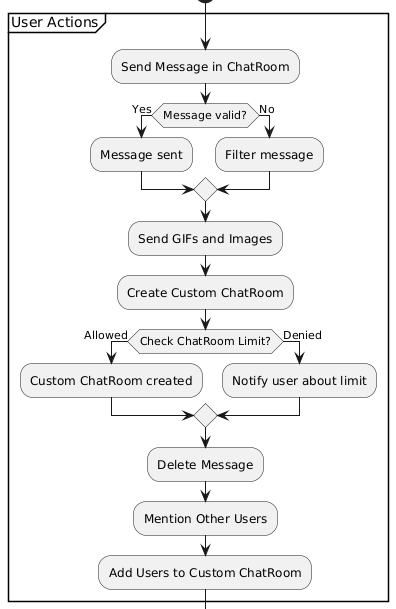 User Actions
Send Message in ChatRoom
Message valid?
Yes
No
Message sent
Filter message
Send GIFs and Images
Create Custom ChatRoom
Check ChatRoom Limit?
Allowed
Denied
Custom ChatRoom created
Notify user about limit
Delete Message
Mention Other Users
Add Users to Custom ChatRoom